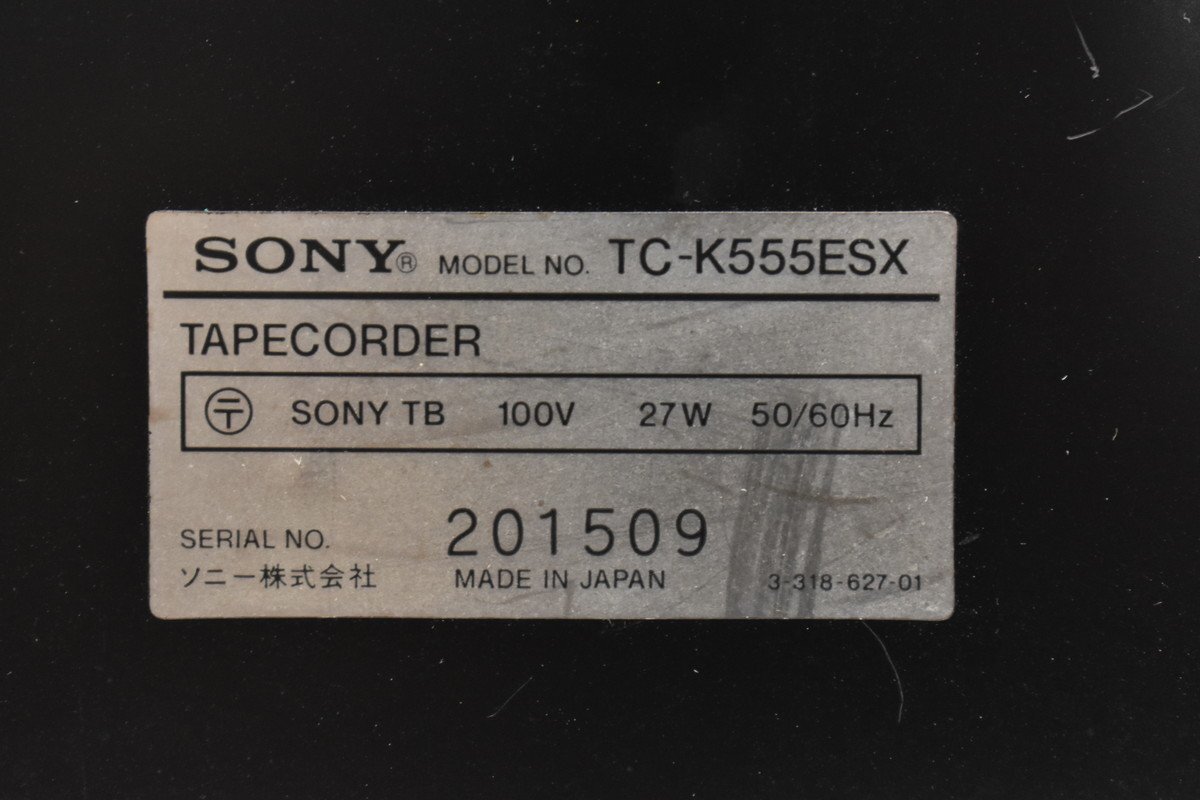 SONY® MODEL NO. TC-K555ESX
TAPECORDER
〶 SONY TB 100V 27W 50/60Hz
SERIAL NO. 201509
ソニー株式会社 MADE IN JAPAN 3-318-627-01